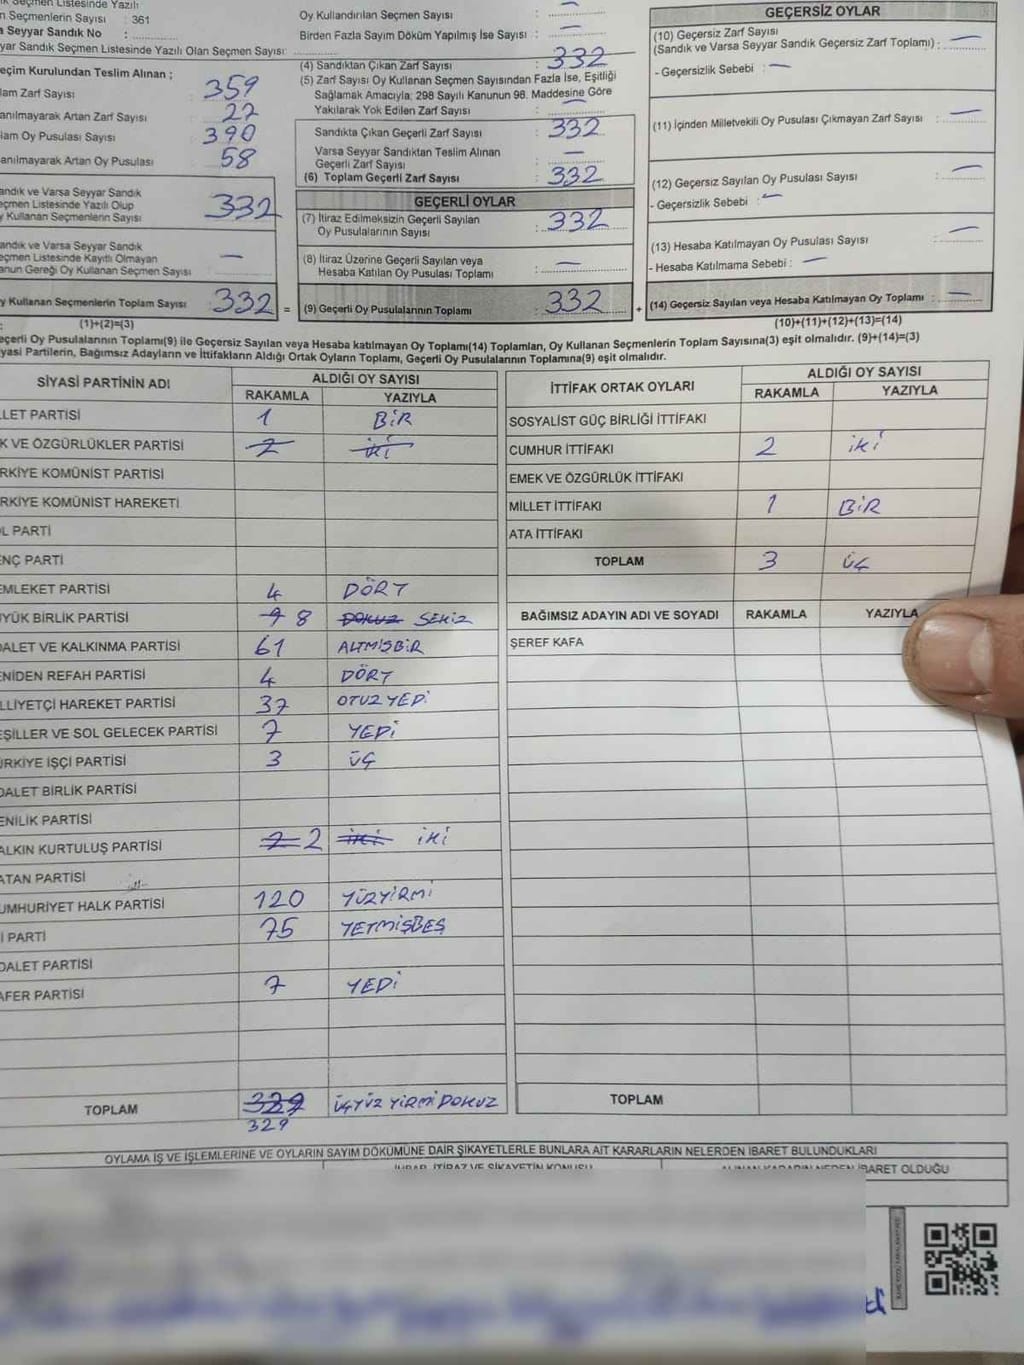 Seçmen Listesinde Yazılı
n Seçmenlerin Sayısı : 361
a Seyyar Sandık No :
yar Sandık Seçmen Listesinde Yazılı Olan Seçmen Sayısı:
eçim Kurulundan Teslim Alınan ;
lam Zarf Sayısı : 359
anılmayarak Artan Zarf Sayısı : 27
lam Oy Pusulası Sayısı : 390
anılmayarak Artan Oy Pusulası : 58
andık ve Varsa Seyyar Sandık
eçmen Listesinde Yazılı Olup
y Kullanan Seçmenlerin Sayısı : 332
andık ve Varsa Seyyar Sandık
eçmen Listesinde Kayıtlı Olmayan
anun Gereği Oy Kullanan Seçmen Sayısı : —
y Kullanan Seçmenlerin Toplam Sayısı : 332 =
(1)+(2)=(3)
Oy Kullandırılan Seçmen Sayısı : —
Birden Fazla Sayım Döküm Yapılmış İse Sayısı : —
(4) Sandıktan Çıkan Zarf Sayısı : 332
(5) Zarf Sayısı Oy Kullanan Seçmen Sayısından Fazla İse, Eşitliği
Sağlamak Amacıyla; 298 Sayılı Kanunun 98. Maddesine Göre
Yakılarak Yok Edilen Zarf Sayısı : —
Sandıkta Çıkan Geçerli Zarf Sayısı : 332
Varsa Seyyar Sandıktan Teslim Alınan
Geçerli Zarf Sayısı : —
(6) Toplam Geçerli Zarf Sayısı : 332
GEÇERLİ OYLAR
(7) İtiraz Edilmeksizin Geçerli Sayılan
Oy Pusulalarının Sayısı : 332
(8) İtiraz Üzerine Geçerli Sayılan veya
Hesaba Katılan Oy Pusulası Toplamı : —
(9) Geçerli Oy Pusulalarının Toplamı : 332 +
GEÇERSİZ OYLAR
(10) Geçersiz Zarf Sayısı
(Sandık ve Varsa Seyyar Sandık Geçersiz Zarf Toplamı) : —
- Geçersizlik Sebebi : —
(11) İçinden Milletvekili Oy Pusulası Çıkmayan Zarf Sayısı : —
(12) Geçersiz Sayılan Oy Pusulası Sayısı : —
- Geçersizlik Sebebi : —
(13) Hesaba Katılmayan Oy Pusulası Sayısı : —
- Hesaba Katılmama Sebebi : —
(14) Geçersiz Sayılan veya Hesaba Katılmayan Oy Toplamı : —
(10)+(11)+(12)+(13)=(14)
eçerli Oy Pusulalarının Toplamı(9) ile Geçersiz Sayılan veya Hesaba katılmayan Oy Toplamı(14) Toplamları, Oy Kullanan Seçmenlerin Toplam Sayısına(3) eşit olmalıdır. (9)+(14)=(3)
yasi Partilerin, Bağımsız Adayların ve İttifakların Aldığı Ortak Oyların Toplamı, Geçerli Oy Pusulalarının Toplamına(9) eşit olmalıdır.
SİYASİ PARTİNİN ADI ALDIĞI OY SAYISI
RAKAMLA YAZIYLA
LLET PARTİSİ 1 BİR
K VE ÖZGÜRLÜKLER PARTİSİ 2 İKİ
RKİYE KOMÜNİST PARTİSİ
RKİYE KOMÜNİST HAREKETİ
L PARTİ
ENÇ PARTİ
EMLEKET PARTİSİ 4 DÖRT
YÜK BİRLİK PARTİSİ 9 8 DOKUZ SEKİZ
DALET VE KALKINMA PARTİSİ 61 ALTMIŞBİR
ENİDEN REFAH PARTİSİ 4 DÖRT
LLİYETÇİ HAREKET PARTİSİ 37 OTUZ YEDİ
EŞİLLER VE SOL GELECEK PARTİSİ 7 YEDİ
ÜRKİYE İŞÇİ PARTİSİ 3 ÜÇ
DALET BİRLİK PARTİSİ
ENİLİK PARTİSİ
ALKIN KURTULUŞ PARTİSİ 2 2 İKİ İKİ
ATAN PARTİSİ
UMHURİYET HALK PARTİSİ 120 YÜZYİRMİ
İ PARTİ 75 YETMİŞBEŞ
DALET PARTİSİ
AFER PARTİSİ 7 YEDİ
TOPLAM 329 ÜÇYÜZ YİRMİ DOKUZ
329
İTTİFAK ORTAK OYLARI ALDIĞI OY SAYISI
RAKAMLA YAZIYLA
SOSYALİST GÜÇ BİRLİĞİ İTTİFAKI
CUMHUR İTTİFAKI 2 İKİ
EMEK VE ÖZGÜRLÜK İTTİFAKI
MİLLET İTTİFAKI 1 BİR
ATA İTTİFAKI
TOPLAM 3 ÜÇ
BAĞIMSIZ ADAYIN ADI VE SOYADI RAKAMLA YAZIYLA
ŞEREF KAFA
TOPLAM
OYLAMA İŞ VE İŞLEMLERİNE VE OYLARIN SAYIM DÖKÜMÜNE DAİR ŞİKAYETLERLE BUNLARA AİT KARARLARIN NELERDEN İBARET BULUNDUKLARI
İHBAR, İTİRAZ VE ŞİKAYETİN KONUSU ALINAN KARARIN NEDEN İBARET OLDUĞU